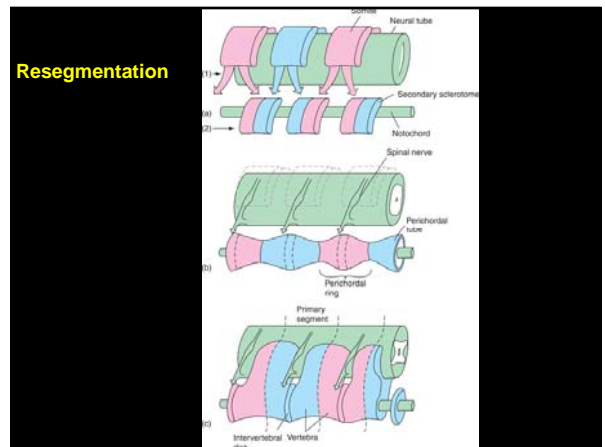 Somite
Neural tube
Resegmentation
(1)
Secondary sclerotome
(a)
(2)
Notochord
Spinal nerve
Perichordal
tube
(b)
Perichordal
ring
Primary
segment
(c)
Intervertebral Vertebra
disk